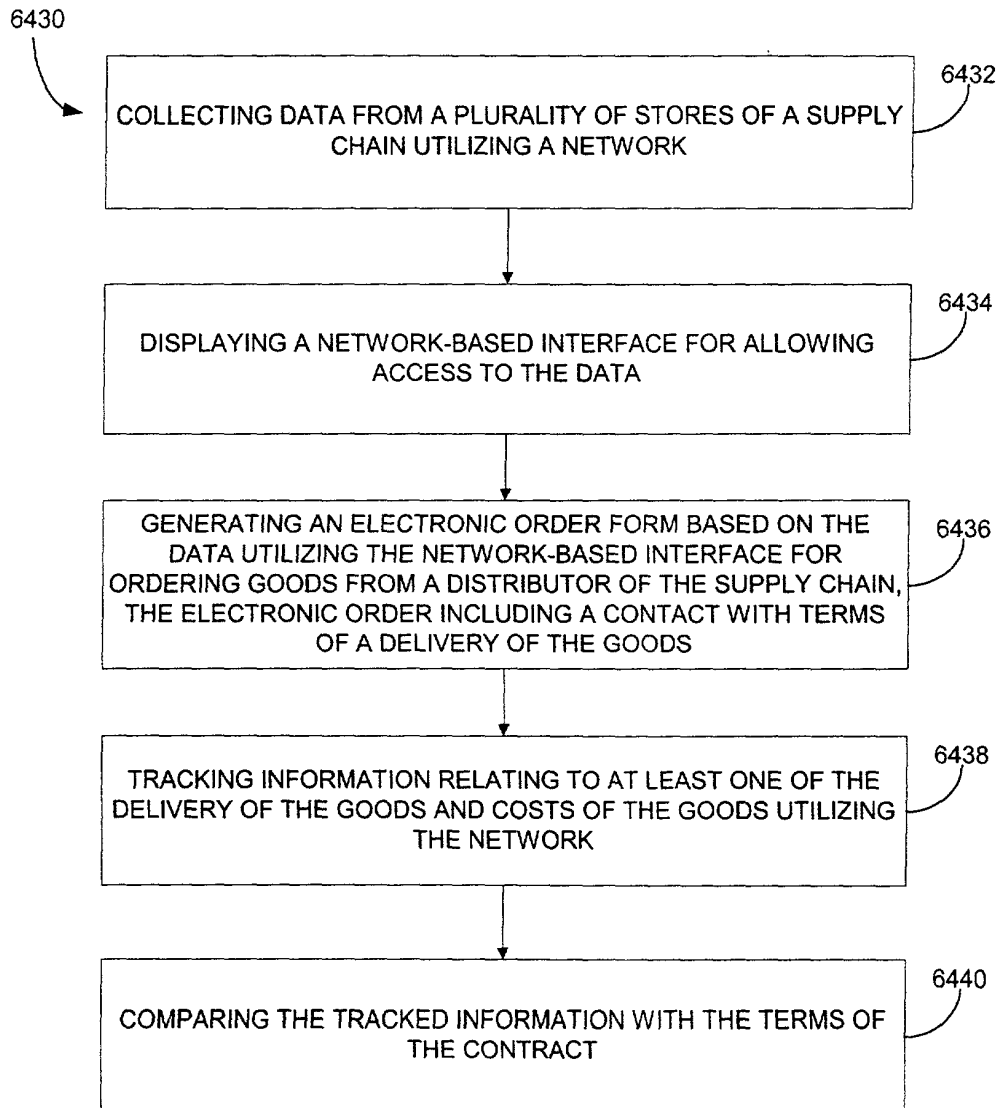 6430
6432
COLLECTING DATA FROM A PLURALITY OF STORES OF A SUPPLY
CHAIN UTILIZING A NETWORK
6434
DISPLAYING A NETWORK-BASED INTERFACE FOR ALLOWING
ACCESS TO THE DATA
6436
GENERATING AN ELECTRONIC ORDER FORM BASED ON THE
DATA UTILIZING THE NETWORK-BASED INTERFACE FOR
ORDERING GOODS FROM A DISTRIBUTOR OF THE SUPPLY CHAIN,
THE ELECTRONIC ORDER INCLUDING A CONTACT WITH TERMS
OF A DELIVERY OF THE GOODS
6438
TRACKING INFORMATION RELATING TO AT LEAST ONE OF THE
DELIVERY OF THE GOODS AND COSTS OF THE GOODS UTILIZING
THE NETWORK
6440
COMPARING THE TRACKED INFORMATION WITH THE TERMS OF
THE CONTRACT